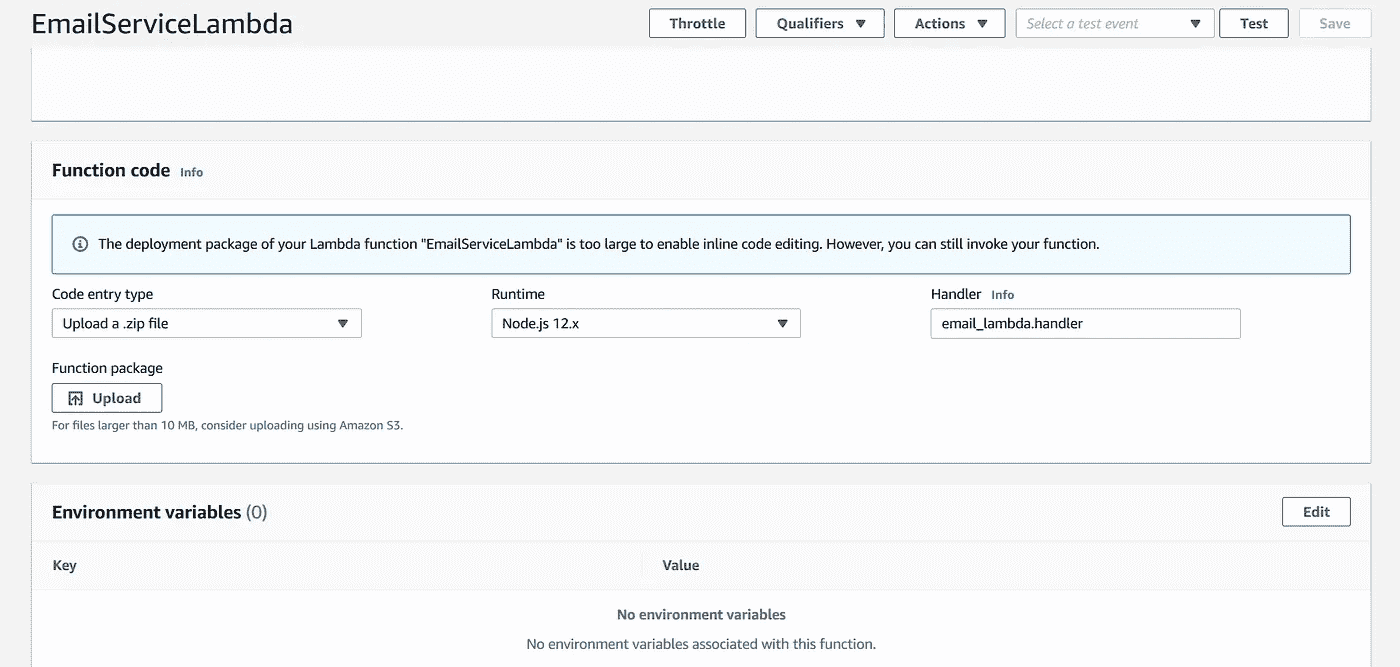 EmailServiceLambda
Throttle
Qualifiers
Actions
Select a test event
Test
Save
Function code Info
The deployment package of your Lambda function "EmailServiceLambda" is too large to enable inline code editing. However, you can still invoke your function.
Code entry type
Upload a .zip file
Runtime
Node.js 12.x
Handler Info
email_lambda.handler
Function package
Upload
For files larger than 10 MB, consider uploading using Amazon S3.
Environment variables (0)
Edit
Key
Value
No environment variables
No environment variables associated with this function.